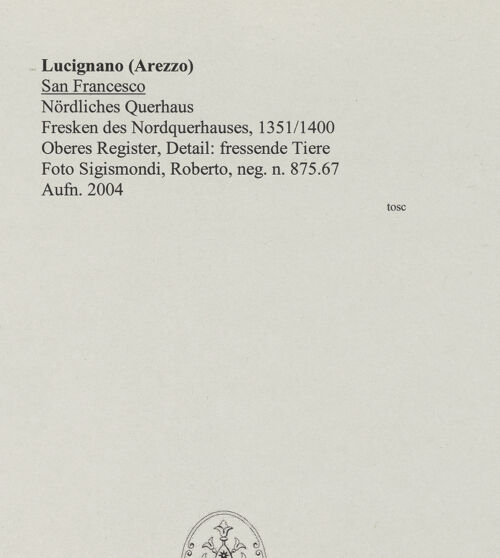 Lucignano (Arezzo)
San Francesco
Nördliches Querhaus
Fresken des Nordquerhauses, 1351/1400
Oberes Register, Detail: fressende Tiere
Foto Sigismondi, Roberto, neg. n. 875.67
Aufn. 2004
tosc